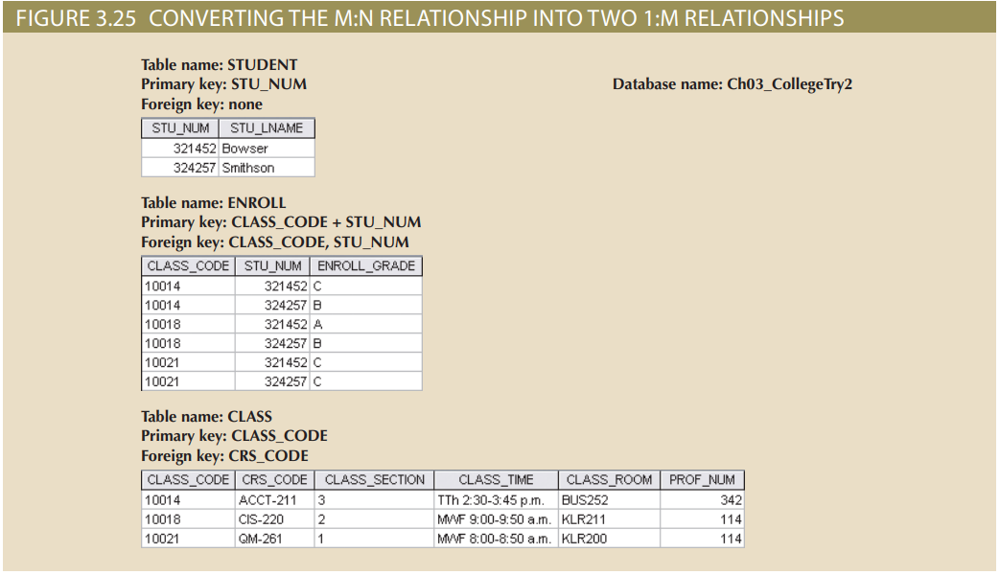 FIGURE 3.25 CONVERTING THE M:N RELATIONSHIP INTO TWO 1:M RELATIONSHIPS
Table name: STUDENT
Primary key: STU_NUM
Database name: Ch03_CollegeTry2
Foreign key: none
STU_NUM STU_LNAME
321452 Bowser
324257 Smithson
Table name: ENROLL
Primary key: CLASS_CODE + STU_NUM
Foreign key: CLASS_CODE, STU_NUM
CLASS_CODE STU_NUM ENROLL_GRADE
10014 321452 C
10014 324257 B
10018 321452 A
10018 324257 B
10021 321452 C
10021 324257 C
Table name: CLASS
Primary key: CLASS_CODE
Foreign key: CRS_CODE
CLASS_CODE CRS_CODE CLASS_SECTION CLASS_TIME CLASS_ROOM PROF_NUM
10014 ACCT-211 3 TTh 2:30-3:45 p.m. BUS252 342
10018 CIS-220 2 MWF 9:00-9:50 a.m. KLR211 114
10021 QM-261 1 MWF 8:00-8:50 a.m. KLR200 114